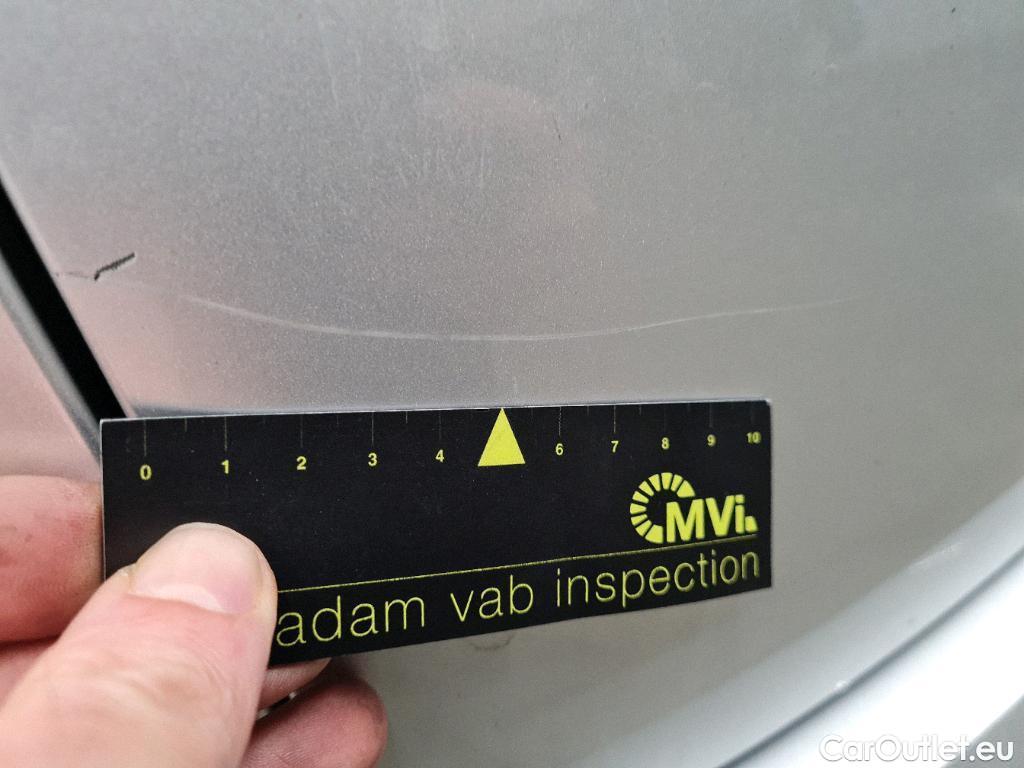 0 1 2 3 4 6 7 8 9 10
MVi
adam vab inspection
CarOutlet.eu